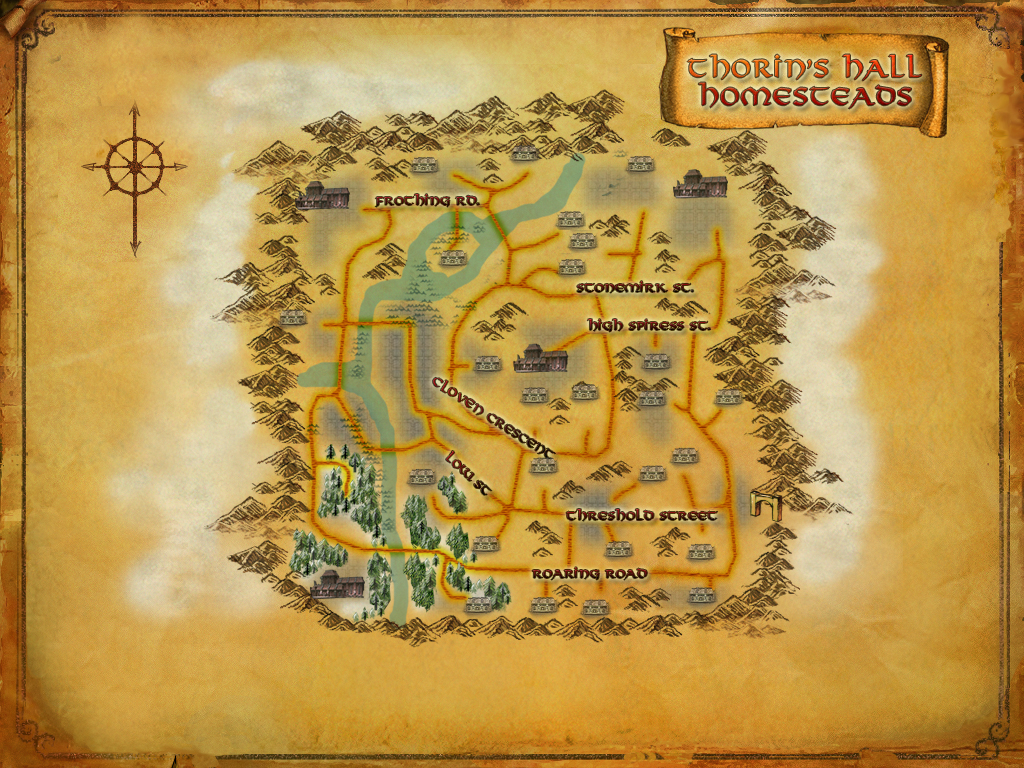 THORIN'S HALL
HOMESTEADS
FROTHING RD.
STONEMIRK ST.
HIGH SPIRESS ST.
CLOVEN CRESCENT
LOW ST
THRESHOLD STREET
ROARING ROAD